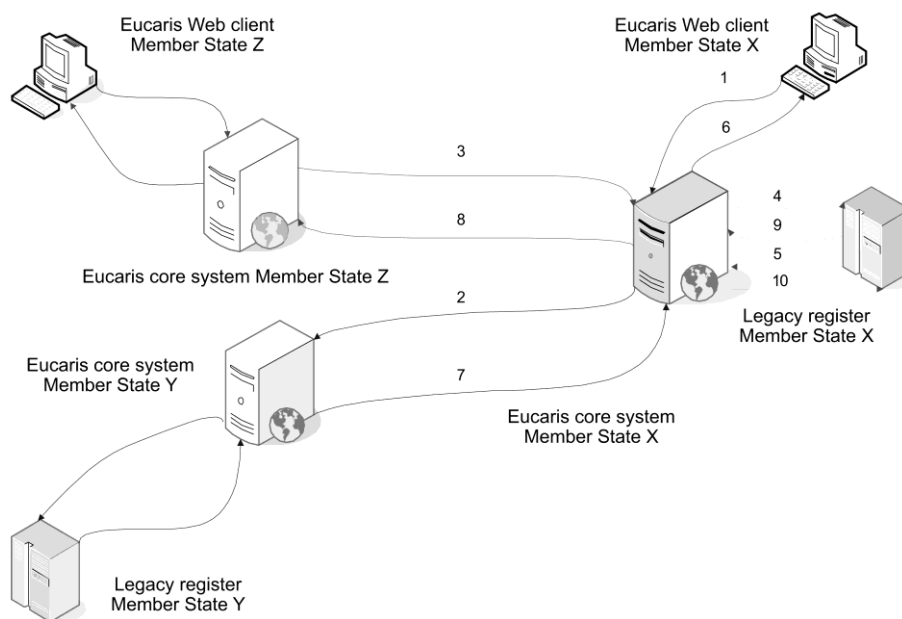 Eucaris Web client
Member State Z
Eucaris Web client
Member State X
1
6
3
4
8
9
5
10
Eucaris core system Member State Z
2
Legacy register
Member State X
Eucaris core system
Member State Y
7
Eucaris core system
Member State X
Legacy register
Member State Y